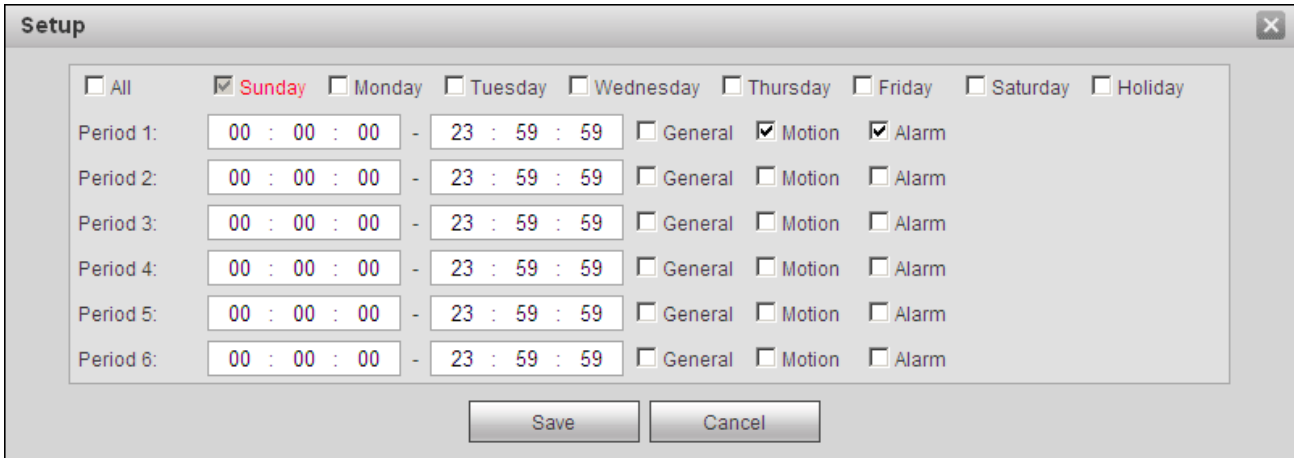 Setup
All Sunday Monday Tuesday Wednesday Thursday Friday Saturday Holiday
Period 1: 00 : 00 : 00 - 23 : 59 : 59 General Motion Alarm
Period 2: 00 : 00 : 00 - 23 : 59 : 59 General Motion Alarm
Period 3: 00 : 00 : 00 - 23 : 59 : 59 General Motion Alarm
Period 4: 00 : 00 : 00 - 23 : 59 : 59 General Motion Alarm
Period 5: 00 : 00 : 00 - 23 : 59 : 59 General Motion Alarm
Period 6: 00 : 00 : 00 - 23 : 59 : 59 General Motion Alarm
Save Cancel